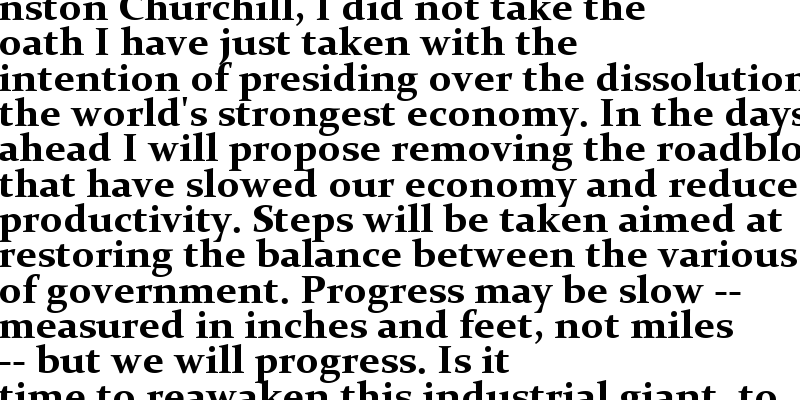 nston Churchill, I did not take the
oath I have just taken with the
intention of presiding over the dissolution
the world's strongest economy. In the days
ahead I will propose removing the roadblo
that have slowed our economy and reduce
productivity. Steps will be taken aimed at
restoring the balance between the various
of government. Progress may be slow --
measured in inches and feet, not miles
-- but we will progress. Is it
time to reawaken this industrial giant, to